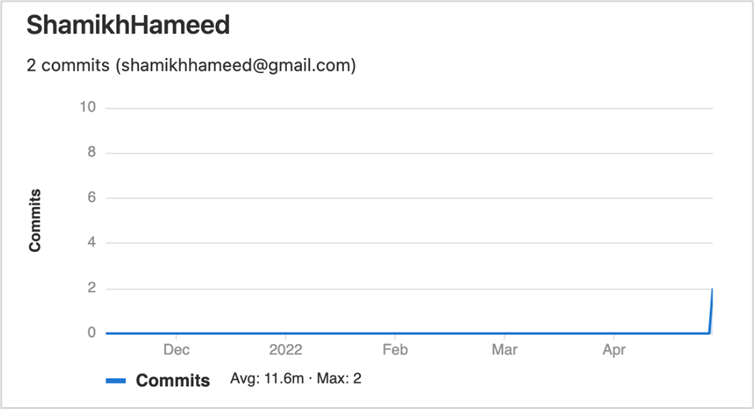 ShamikhHameed
2 commits (shamikhhameed@gmail.com)
10
8
6
4
2
0
Commits
Dec 2022 Feb Mar Apr
Commits Avg: 11.6m · Max: 2